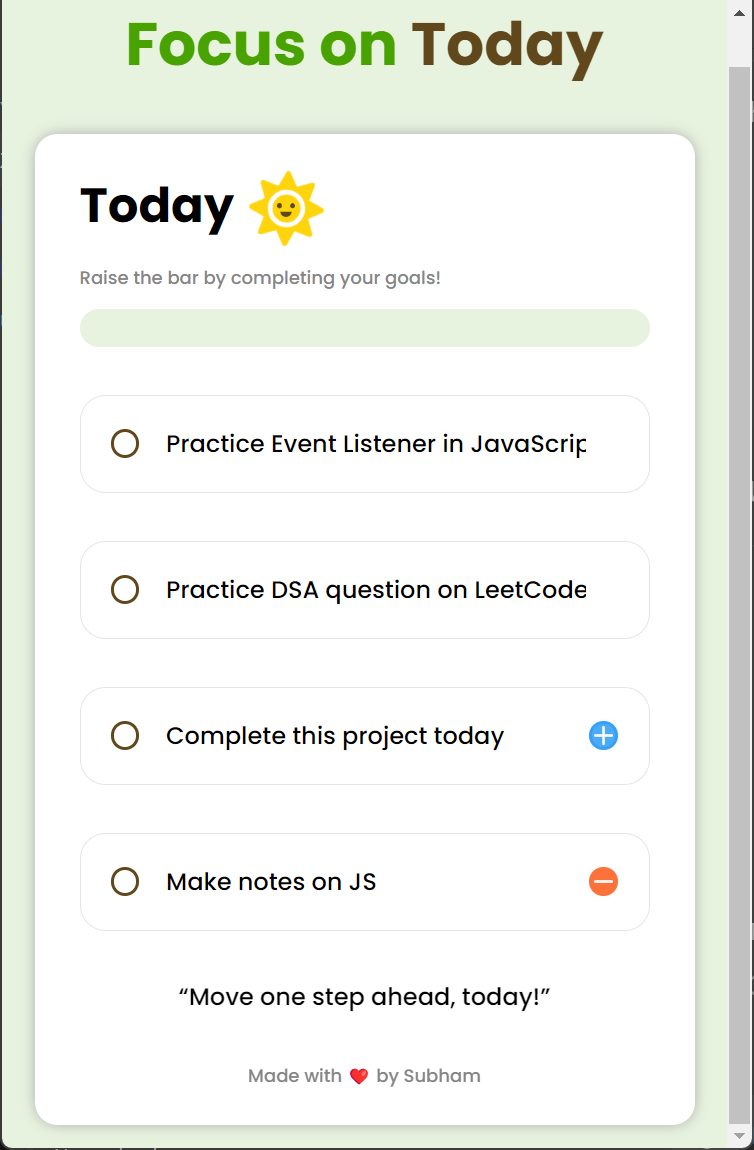 Focus on Today
Today
Raise the bar by completing your goals!
Practice Event Listener in JavaScrip
Practice DSA question on LeetCode
Complete this project today
Make notes on JS
“Move one step ahead, today!”
Made with ❤️ by Subham